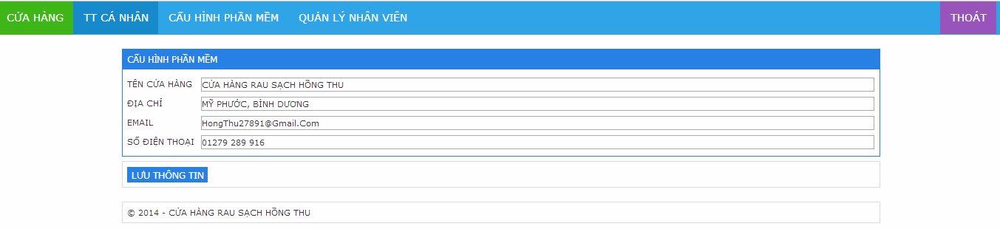 CỬA HÀNG TT CÁ NHÂN CẤU HÌNH PHẦN MỀM QUẢN LÝ NHÂN VIÊN THOÁT
CẤU HÌNH PHẦN MỀM
TÊN CỬA HÀNG CỬA HÀNG RAU SẠCH HỒNG THU
ĐỊA CHỈ MỸ PHƯỚC, BÌNH DƯƠNG
EMAIL HongThu27891@Gmail.Com
SỐ ĐIỆN THOẠI 01279 289 916
LƯU THÔNG TIN
© 2014 - CỬA HÀNG RAU SẠCH HỒNG THU